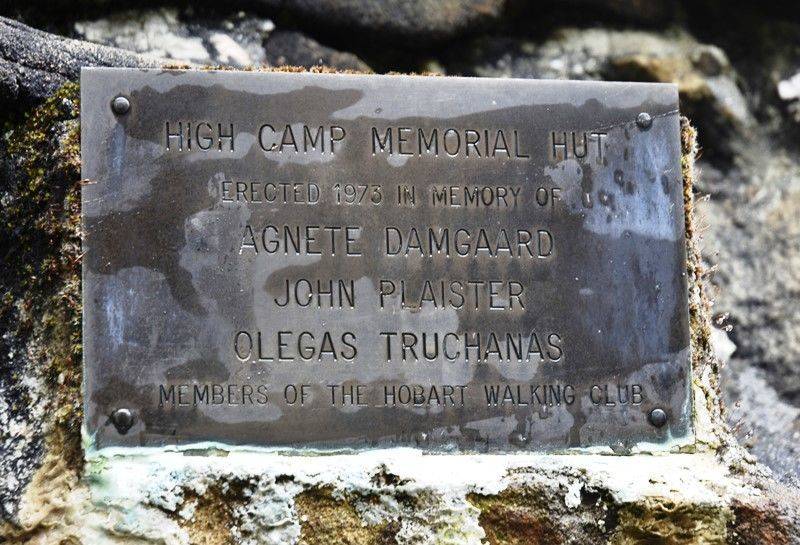 HIGH CAMP MEMORIAL HUT
ERECTED 1973 IN MEMORY OF
AGNETE DAMGAARD
JOHN PLAISTER
OLEGAS TRUCHANAS
MEMBERS OF THE HOBART WALKING CLUB